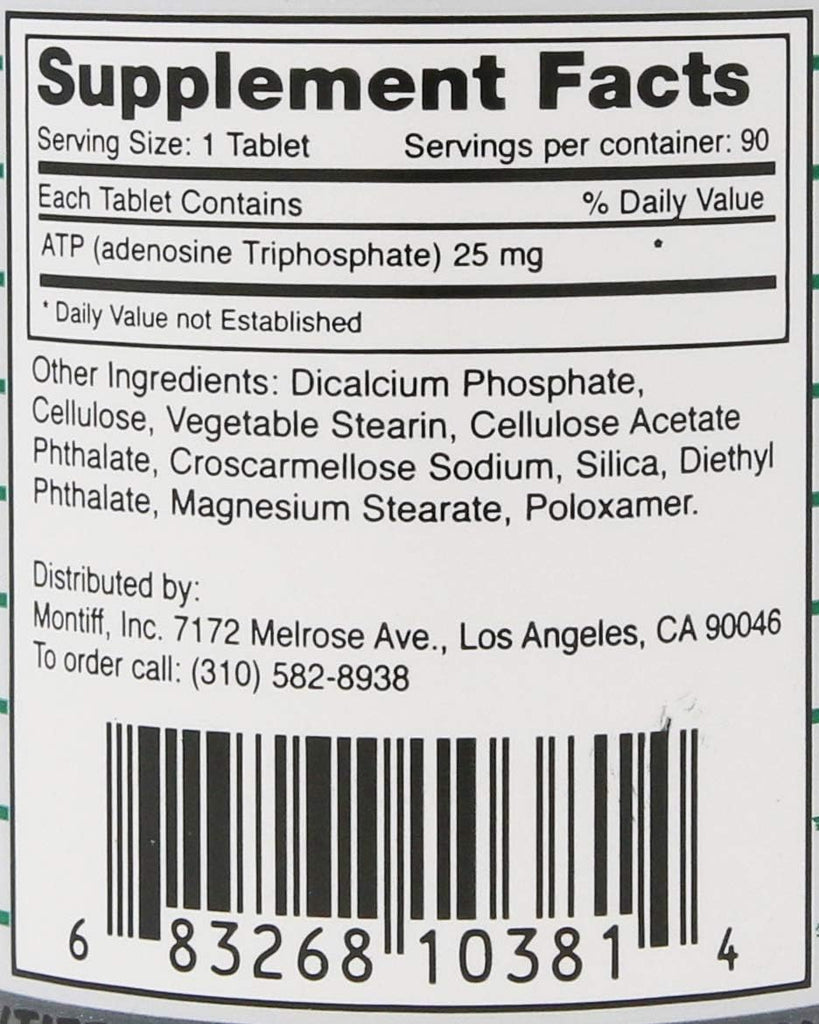 Supplement Facts
Serving Size: 1 Tablet Servings per container: 90
Each Tablet Contains % Daily Value
ATP (adenosine Triphosphate) 25 mg *
* Daily Value not Established
Other Ingredients: Dicalcium Phosphate,
Cellulose, Vegetable Stearin, Cellulose Acetate
Phthalate, Croscarmellose Sodium, Silica, Diethyl
Phthalate, Magnesium Stearate, Poloxamer.
Distributed by:
Montiff, Inc. 7172 Melrose Ave., Los Angeles, CA 90046
To order call: (310) 582-8938
6 83268 10381 4